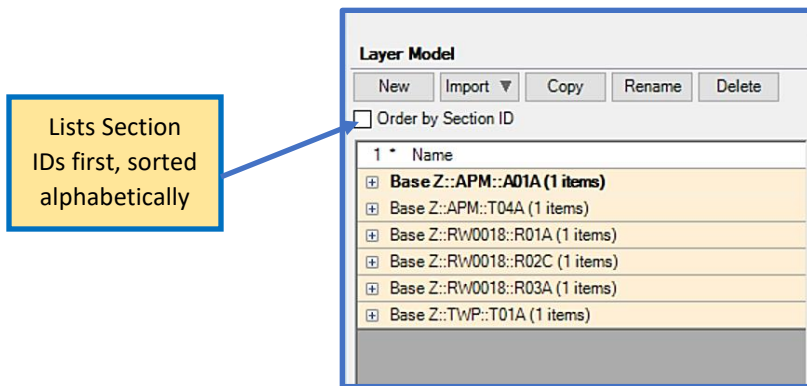 Lists Section
IDs first, sorted
alphabetically
Layer Model
New Import Copy Rename Delete
Order by Section ID
1 Name
Base Z::APM::A01A (1 items)
Base Z::APM::T04A (1 items)
Base Z::RW0018::R01A (1 items)
Base Z::RW0018::R02C (1 items)
Base Z::RW0018::R03A (1 items)
Base Z::TWP::T01A (1 items)